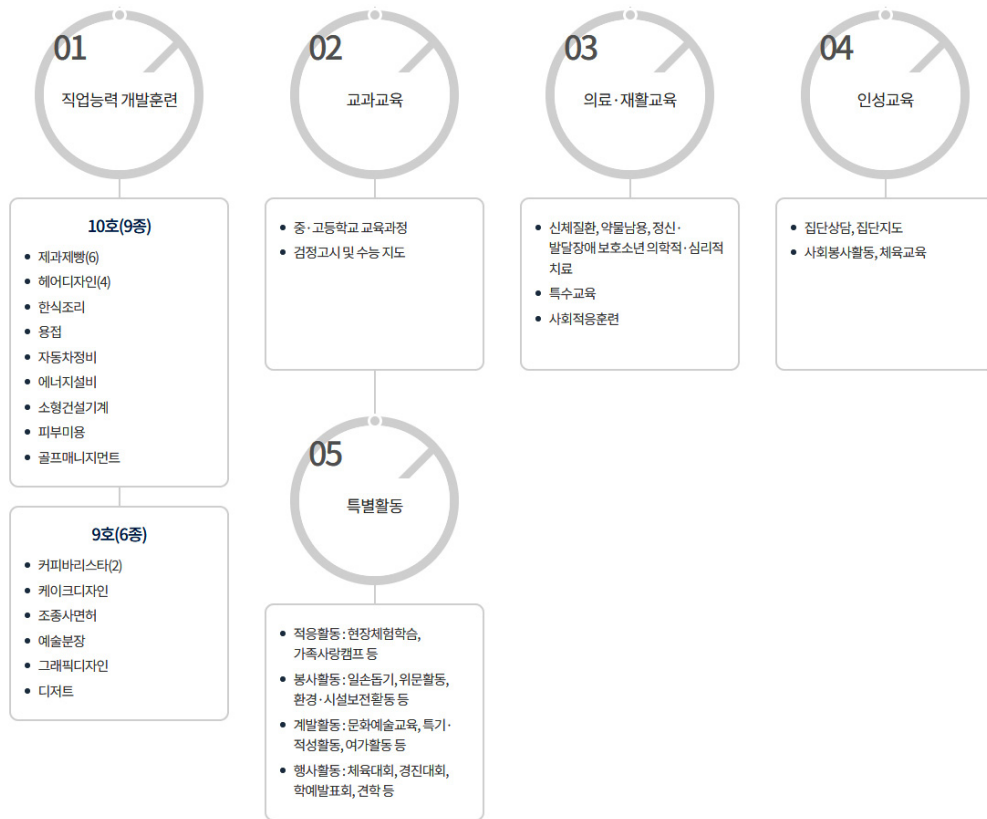 01
직업능력 개발훈련
10호(9종)
제과제빵(6)
헤어디자인(4)
한식조리
용접
자동차정비
에너지설비
소형건설기계
피부미용
골프매니지먼트
9호(6종)
커피바리스타(2)
케이크디자인
조종사면허
예술분장
그래픽디자인
디저트
02
교과교육
중·고등학교 교육과정
검정고시 및 수능 지도
03
의료·재활교육
신체질환, 약물남용, 정신·
발달장애 보호소년 의학적·심리적
치료
특수교육
사회적응훈련
04
인성교육
집단상담, 집단지도
사회봉사활동, 체육교육
05
특별활동
적응활동 : 현장체험학습,
가족사랑캠프 등
봉사활동 : 일손돕기, 위문활동,
환경·시설보전홭동 등
계발활동 : 문화예술교육, 특기·
적성활동, 여가활동 등
행사활동 : 체육대회, 경진대회,
학예발표회, 견학 등